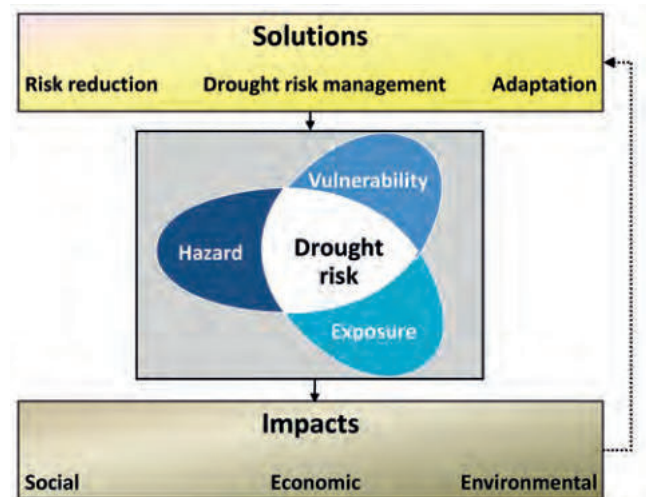 Solutions
Risk reduction Drought risk management Adaptation
Vulnerability
Hazard
Drought
risk
Exposure
Impacts
Social Economic Environmental